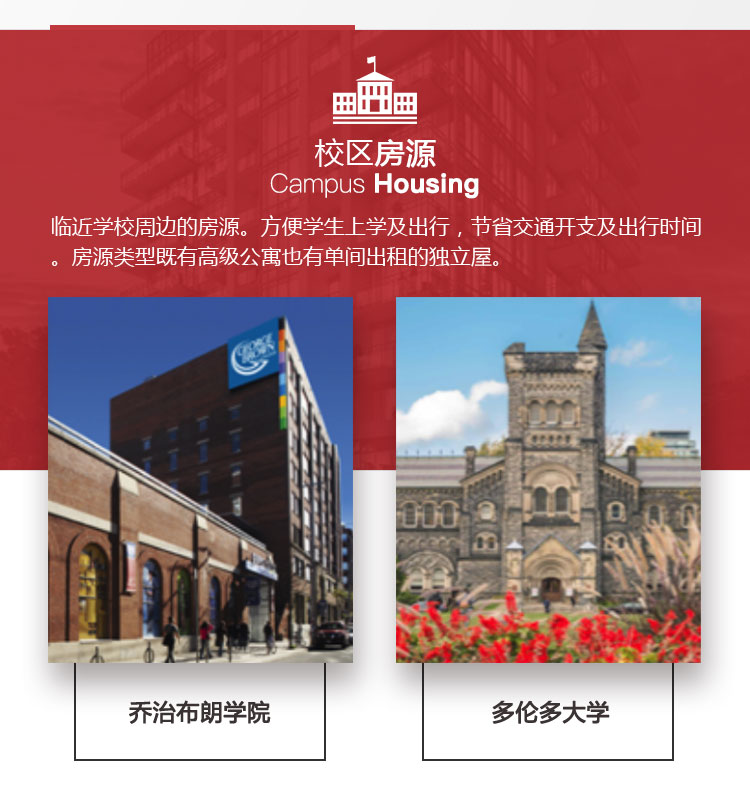 校区房源
Campus Housing
临近学校周边的房源。方便学生上学及出行，节省交通开支及出行时间
。房源类型既有高级公寓也有单间出租的独立屋。
GEORGE
BROWN
乔治布朗学院
多伦多大学